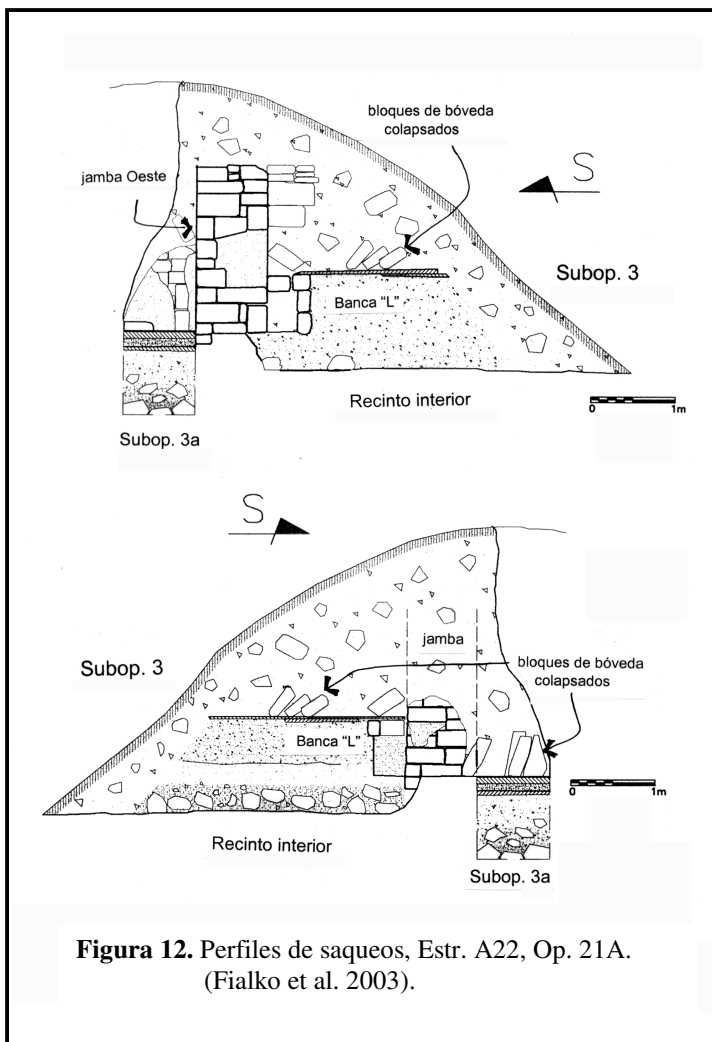 bloques de bóveda
colapsados
jamba Oeste
S
Subop. 3
Banca "L"
Recinto interior
0 1m
Subop. 3a
S
jamba
Subop. 3
bloques de bóveda
colapsados
Banca "L"
0 1m
Recinto interior
Subop. 3a
Figura 12. Perfiles de saqueos, Estr. A22, Op. 21A.
(Fialko et al. 2003).